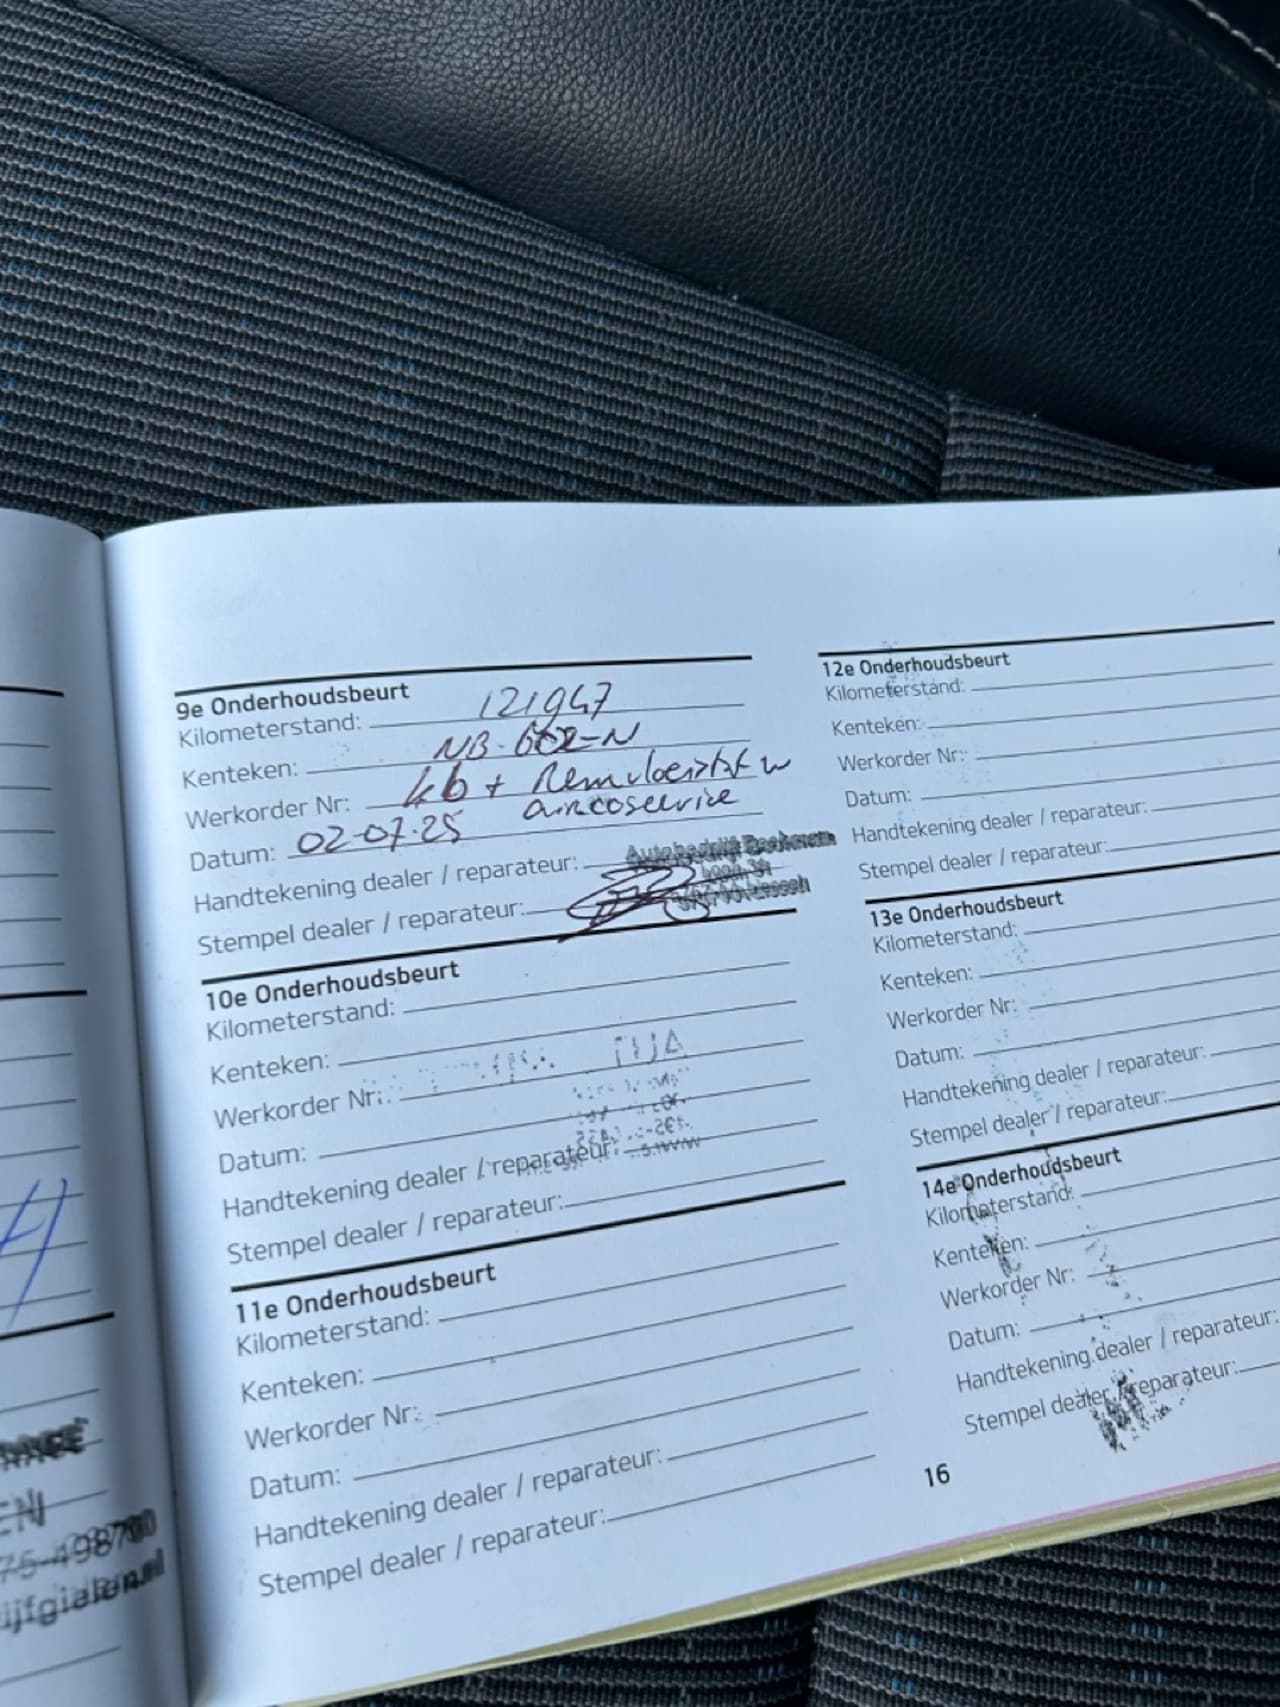 9e Onderhoudsbeurt
Kilometerstand: 121947
Kenteken: NB-602-N
Werkorder Nr: kb + Remvloeistof w
aircoservice
Datum: 02-07-25
Handtekening dealer / reparateur: Autobedrijf
Stempel dealer / reparateur:
10e Onderhoudsbeurt
Kilometerstand:
Kenteken:
Werkorder Nr:
Datum:
Handtekening dealer / reparateur:
Stempel dealer / reparateur:
11e Onderhoudsbeurt
Kilometerstand:
Kenteken:
Werkorder Nr:
Datum:
Handtekening dealer / reparateur:
Stempel dealer / reparateur:
12e Onderhoudsbeurt
Kilometerstand:
Kenteken:
Werkorder Nr:
Datum:
Handtekening dealer / reparateur:
Stempel dealer / reparateur:
13e Onderhoudsbeurt
Kilometerstand:
Kenteken:
Werkorder Nr:
Datum:
Handtekening dealer / reparateur:
Stempel dealer / reparateur:
14e Onderhoudsbeurt
Kilometerstand:
Kenteken:
Werkorder Nr:
Datum:
Handtekening dealer / reparateur:
Stempel dealer / reparateur:
16